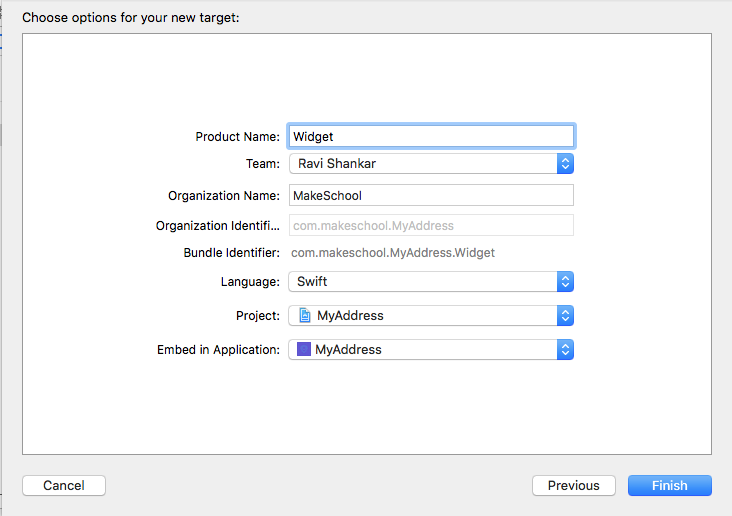 Choose options for your new target:
Product Name: Widget
Team: Ravi Shankar
Organization Name: MakeSchool
Organization Identifi... com.makeschool.MyAddress
Bundle Identifier: com.makeschool.MyAddress.Widget
Language: Swift
Project: MyAddress
Embed in Application: MyAddress
Cancel Previous Finish